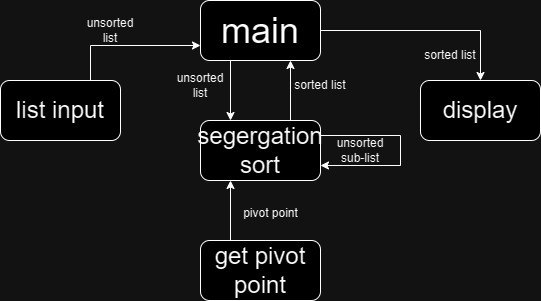 unsorted
list
main
sorted list
list input
unsorted
list
sorted list
display
segergation
sort
unsorted
sub-list
pivot point
get pivot
point